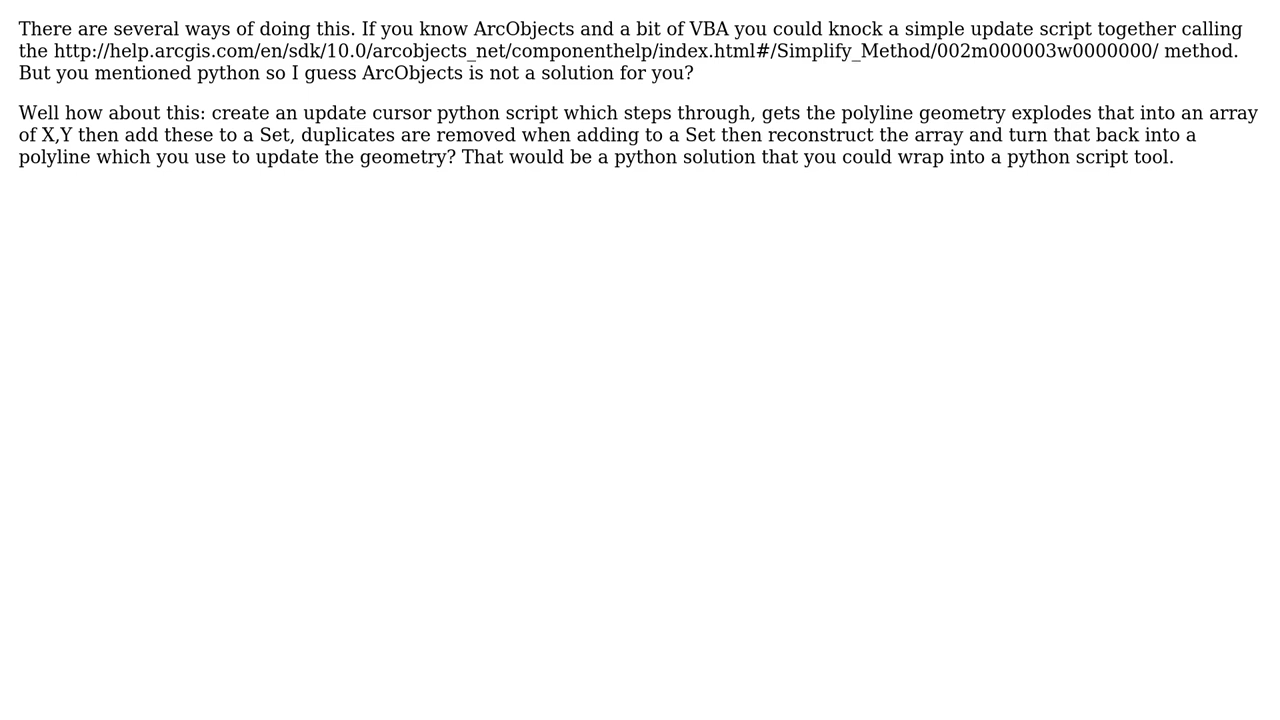 There are several ways of doing this. If you know ArcObjects and a bit of VBA you could knock a simple update script together calling
the http://help.arcgis.com/en/sdk/10.0/arcobjects_net/componenthelp/index.html#/Simplify_Method/002m000003w0000000/ method.
But you mentioned python so I guess ArcObjects is not a solution for you?
Well how about this: create an update cursor python script which steps through, gets the polyline geometry explodes that into an array
of X,Y then add these to a Set, duplicates are removed when adding to a Set then reconstruct the array and turn that back into a
polyline which you use to update the geometry? That would be a python solution that you could wrap into a python script tool.